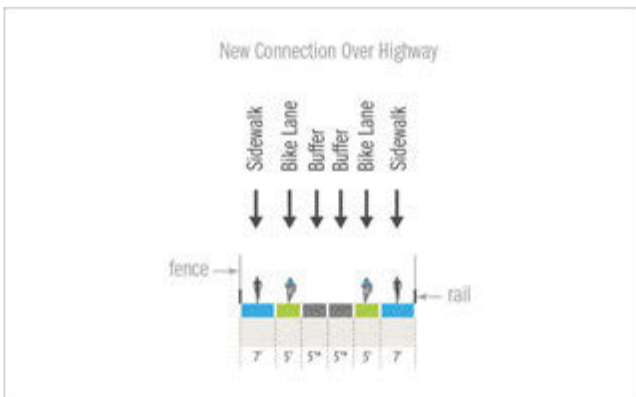 New Connection Over Highway
Sidewalk
Bike Lane
Buffer
Buffer
Bike Lane
Sidewalk
fence
rail
7' 5' 5'* 5'* 5' 7'